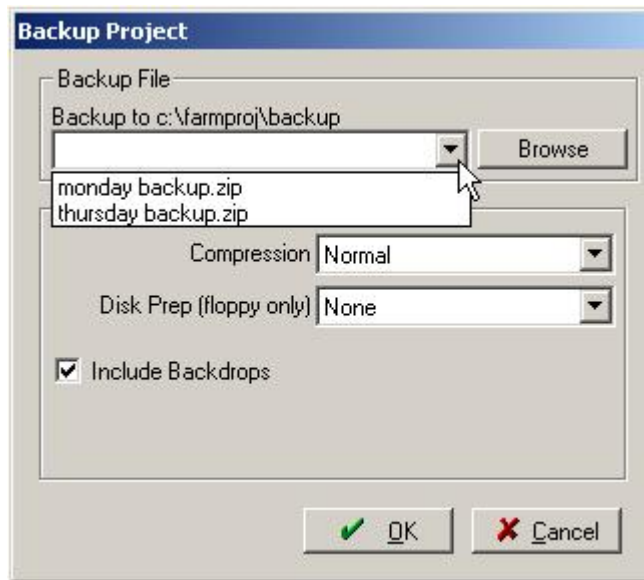 Backup Project
Backup File
Backup to c:\farmproj\backup
Browse
monday backup.zip
thursday backup.zip
Compression Normal
Disk Prep (floppy only) None
Include Backdrops
OK Cancel